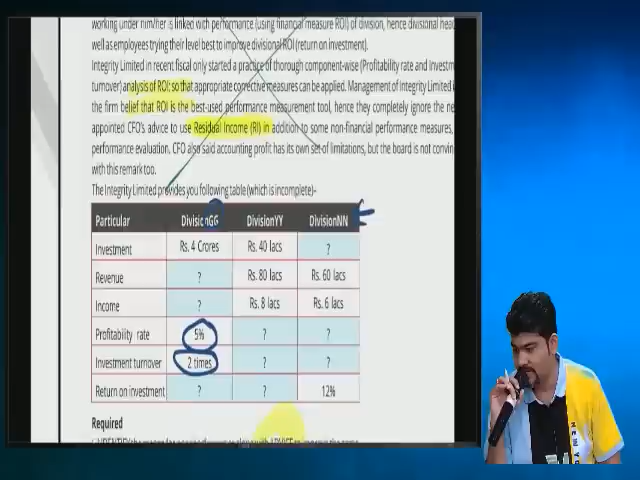 working under him/her is linked with performance (using financial measure ROI) of division, hence divisional head
well as employees trying their level best to improve divisional ROI (return on investment).
Integrity Limited in recent fiscal only started a practice of thorough component-wise (Profitability rate and Investm
turnover) analysis of ROI; so that appropriate corrective measures can be applied. Management of Integrity Limited i
the firm belief that ROI is the best-used performance measurement tool, hence they completely ignore the ne
appointed CFO's advice to use Residual Income (RI) in addition to some non-financial performance measures,
performance evaluation. CFO also said accounting profit has its own set of limitations, but the board is not convin
with this remark too.
The Integrity Limited provides you following table (which is incomplete)-
Particular DivisionGG DivisionYY DivisionNN
Investment Rs. 4 Crores Rs. 40 lacs ?
Revenue ? Rs. 80 lacs Rs. 60 lacs
Income ? Rs. 8 lacs Rs. 6 lacs
Profitability rate 5% ? ?
Investment turnover 2 times ? ?
Return on investment ? ? 12%
Required
NEW Y